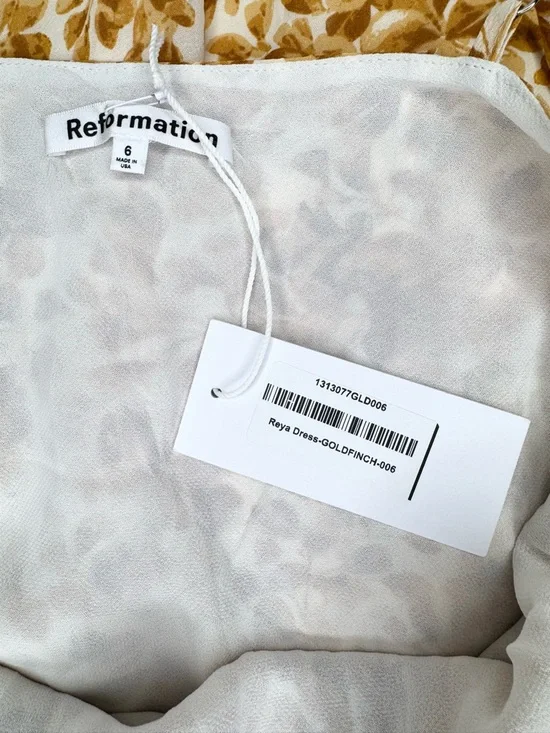 Reformation
6
MADE IN
USA
1313077GLD006
Reya Dress-GOLDFINCH-006